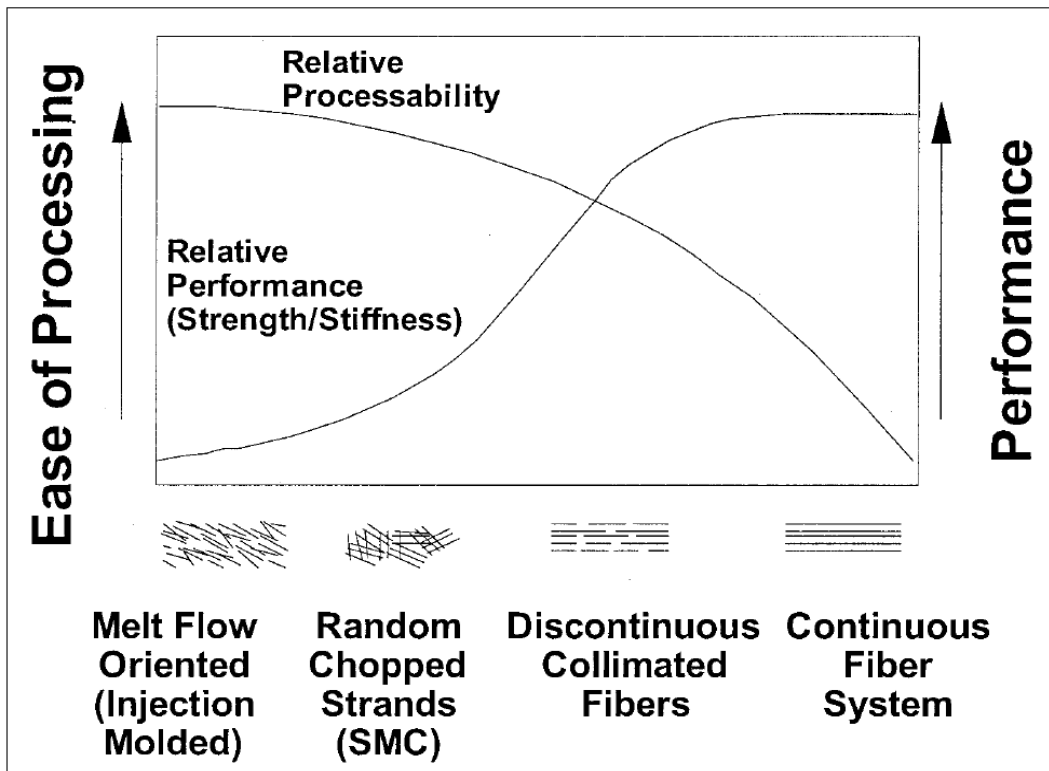 Relative
Processability
Ease of Processing
Performance
Relative
Performance
(Strength/Stiffness)
Melt Flow
Oriented
(Injection
Molded)
Random
Chopped
Strands
(SMC)
Discontinuous
Collimated
Fibers
Continuous
Fiber
System